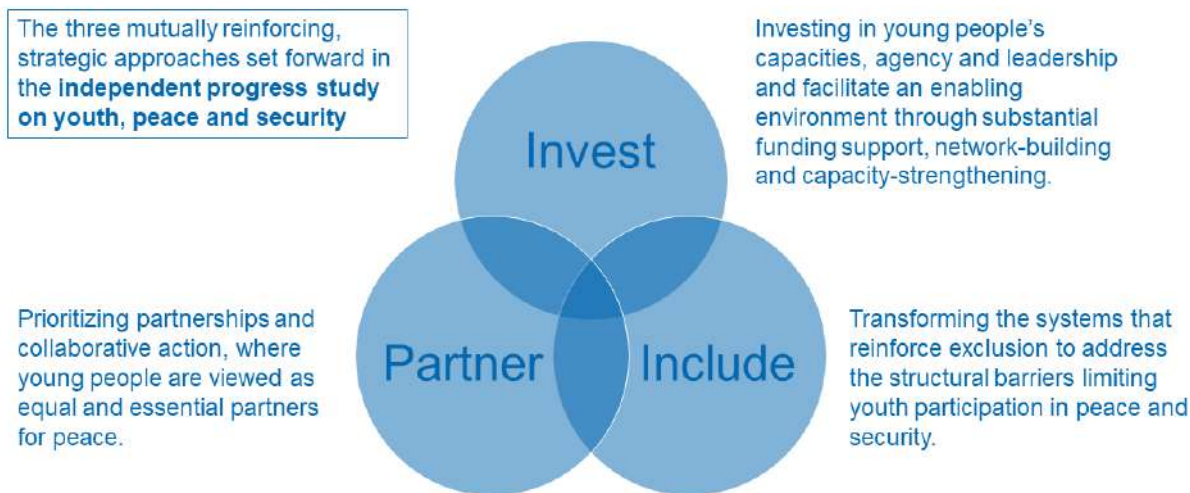 The three mutually reinforcing,
strategic approaches set forward in
the independent progress study
on youth, peace and security
Investing in young people's
capacities, agency and leadership
and facilitate an enabling
environment through substantial
funding support, network-building
and capacity-strengthening.
Invest
Prioritizing partnerships and
collaborative action, where
young people are viewed as
equal and essential partners
for peace.
Partner
Include
Transforming the systems that
reinforce exclusion to address
the structural barriers limiting
youth participation in peace and
security.